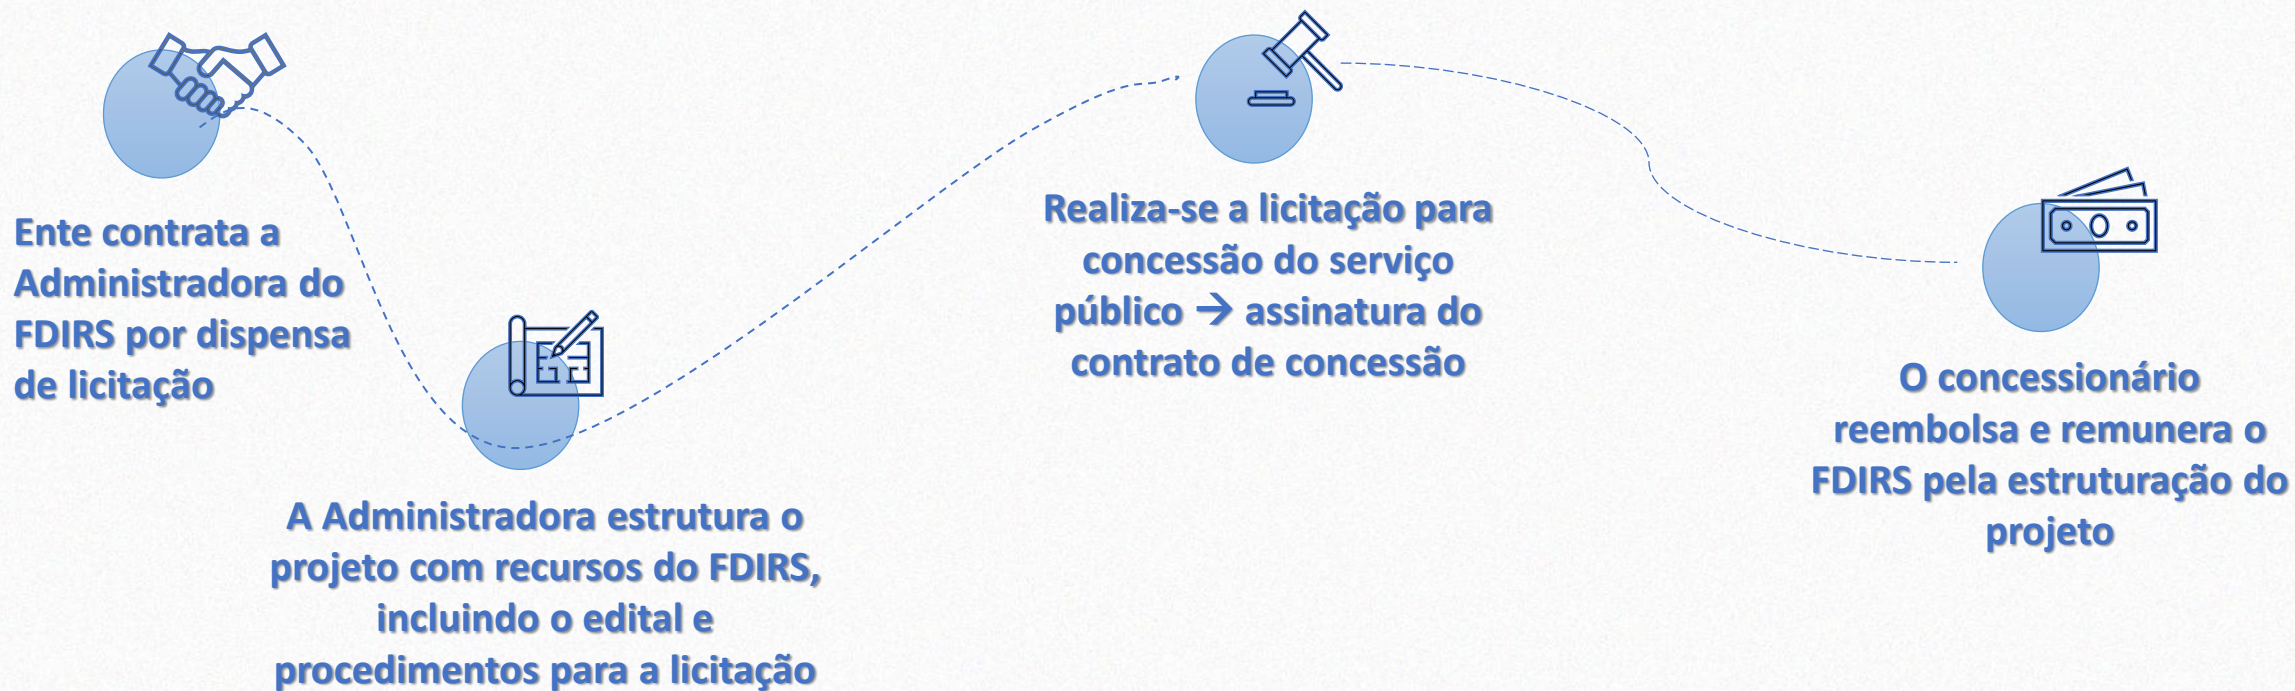 Ente contrata a
Administradora do
FDIRS por dispensa
de licitação
A Administradora estrutura o
projeto com recursos do FDIRS,
incluindo o edital e
procedimentos para a licitação
Realiza-se a licitação para
concessão do serviço
público → assinatura do
contrato de concessão
O concessionário
reembolsa e remunera o
FDIRS pela estruturação do
projeto